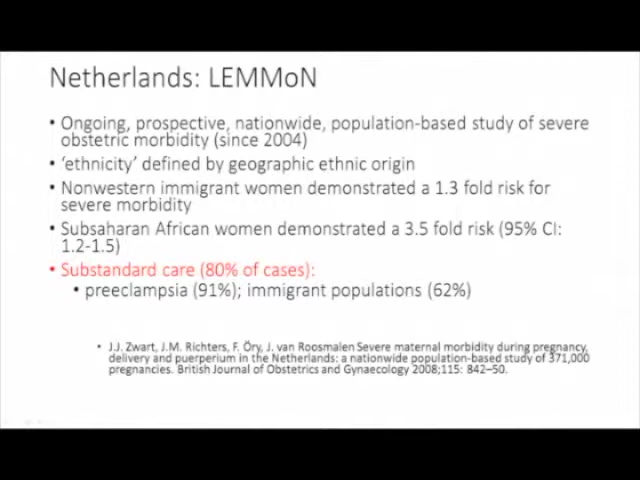 Netherlands: LEMMoN
• Ongoing, prospective, nationwide, population-based study of severe
obstetric morbidity (since 2004)
• ‘ethnicity’ defined by geographic ethnic origin
• Nonwestern immigrant women demonstrated a 1.3 fold risk for
severe morbidity
• Subsaharan African women demonstrated a 3.5 fold risk (95% CI:
1.2-1.5)
• Substandard care (80% of cases):
• preeclampsia (91%); immigrant populations (62%)
• J.J. Zwart, J.M. Richters, F. Öry, J. van Roosmalen Severe maternal morbidity during pregnancy,
delivery and puerperium in the Netherlands: a nationwide population-based study of 371,000
pregnancies. British Journal of Obstetrics and Gynaecology 2008;115: 842–50.